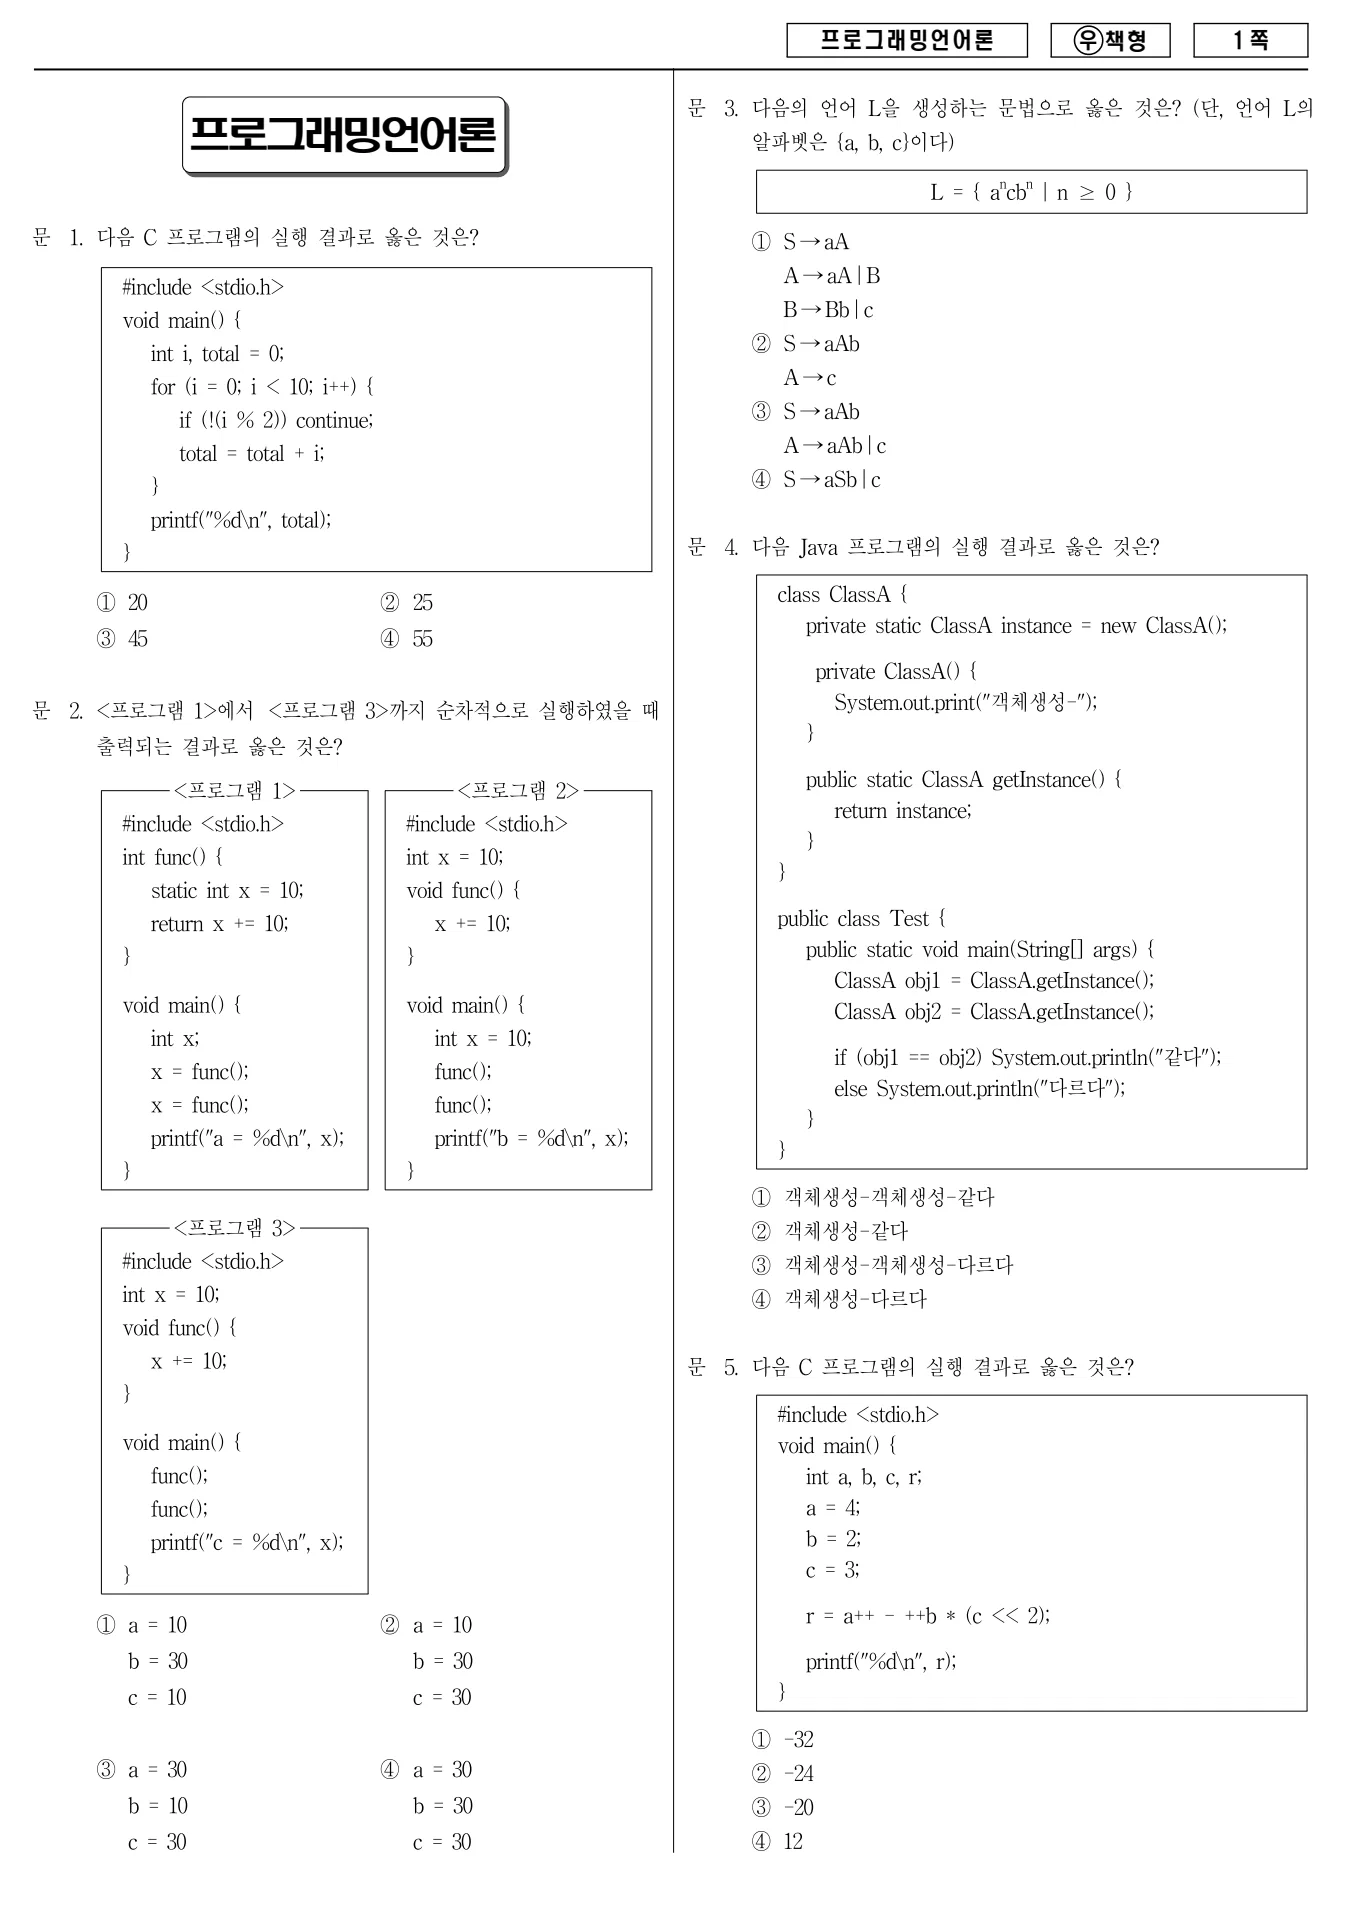 프로그래밍언어론
우책형
1쪽
프로그래밍언어론
문 1. 다음 C 프로그램의 실행 결과로 옳은 것은?
#include <stdio.h>
void main() {
int i, total = 0;
for (i = 0; i < 10; i++) {
if (!(i % 2)) continue;
total = total + i;
}
printf("%d\n", total);
}
① 20 ② 25
③ 45 ④ 55
문 2. <프로그램 1>에서 <프로그램 3>까지 순차적으로 실행하였을 때
출력되는 결과로 옳은 것은?
<프로그램 1>
#include <stdio.h>
int func() {
static int x = 10;
return x += 10;
}
void main() {
int x;
x = func();
x = func();
printf("a = %d\n", x);
}
<프로그램 2>
#include <stdio.h>
int x = 10;
void func() {
x += 10;
}
void main() {
int x = 10;
func();
func();
printf("b = %d\n", x);
}
<프로그램 3>
#include <stdio.h>
int x = 10;
void func() {
x += 10;
}
void main() {
func();
func();
printf("c = %d\n", x);
}
① a = 10 ② a = 10
b = 30 b = 30
c = 10 c = 30
③ a = 30 ④ a = 30
b = 10 b = 30
c = 30 c = 30
문 3. 다음의 언어 L을 생성하는 문법으로 옳은 것은? (단, 언어 L의
알파벳은 {a, b, c}이다)
L = { aⁿcbⁿ | n ≥ 0 }
① S→aA
A→aA|B
B→Bb|c
② S→aAb
A→c
③ S→aAb
A→aAb|c
④ S→aSb|c
문 4. 다음 Java 프로그램의 실행 결과로 옳은 것은?
class ClassA {
private static ClassA instance = new ClassA();
private ClassA() {
System.out.print("객체생성-");
}
public static ClassA getInstance() {
return instance;
}
}
public class Test {
public static void main(String[] args) {
ClassA obj1 = ClassA.getInstance();
ClassA obj2 = ClassA.getInstance();
if (obj1 == obj2) System.out.println("같다");
else System.out.println("다르다");
}
}
① 객체생성-객체생성-같다
② 객체생성-같다
③ 객체생성-객체생성-다르다
④ 객체생성-다르다
문 5. 다음 C 프로그램의 실행 결과로 옳은 것은?
#include <stdio.h>
void main() {
int a, b, c, r;
a = 4;
b = 2;
c = 3;
r = a++ - ++b * (c << 2);
printf("%d\n", r);
}
① -32
② -24
③ -20
④ 12